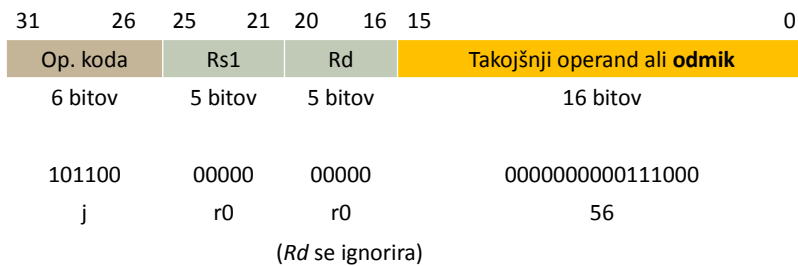 31 26 25 21 20 16 15 0
Op. koda Rs1 Rd Takojšnji operand ali odmik
6 bitov 5 bitov 5 bitov 16 bitov
101100 00000 00000 0000000000111000
j r0 r0 56
(Rd se ignorira)